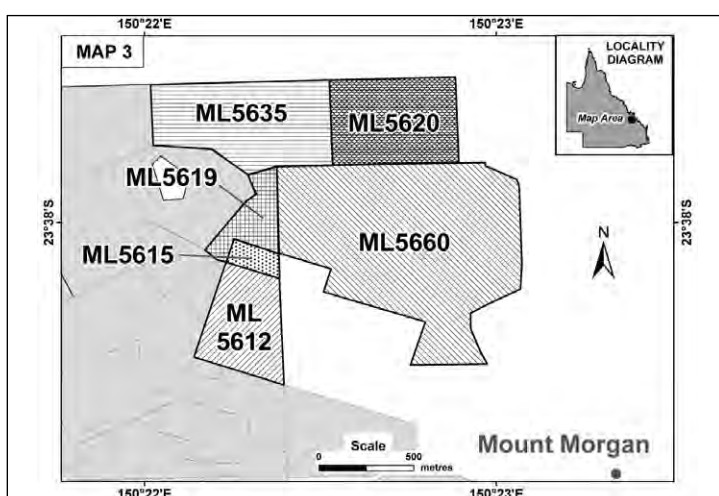 150°22'E
150°23'E
MAP 3
LOCALITY
DIAGRAM
Map Area
ML5635
ML5620
ML5619
23°38'S
23°38'S
ML5660
N
ML5615
ML
5612
Scale
0
500
metres
Mount Morgan
150°22'E
150°23'E